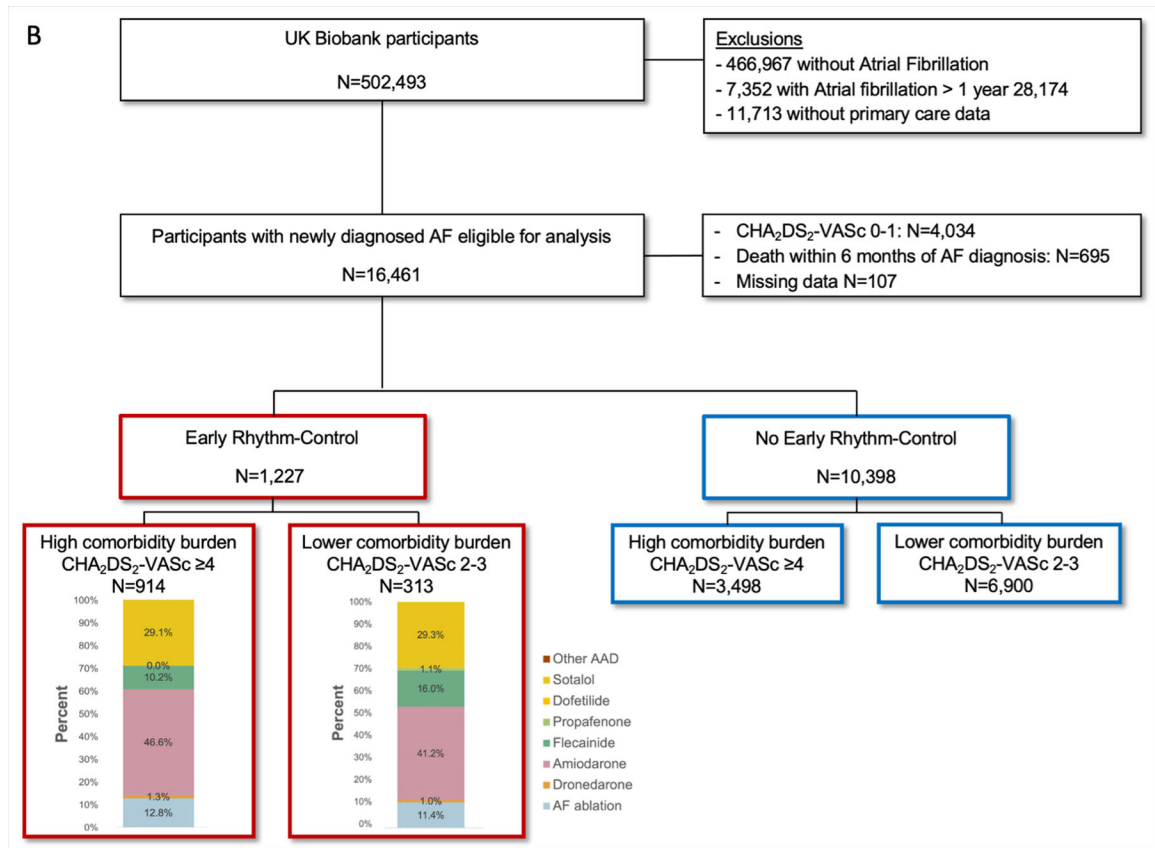 B
UK Biobank participants
N=502,493
Exclusions
- 466,967 without Atrial Fibrillation
- 7,352 with Atrial fibrillation > 1 year 28,174
- 11,713 without primary care data
Participants with newly diagnosed AF eligible for analysis
N=16,461
- CHA₂DS₂-VASc 0-1: N=4,034
- Death within 6 months of AF diagnosis: N=695
- Missing data N=107
Early Rhythm-Control
N=1,227
No Early Rhythm-Control
N=10,398
High comorbidity burden
CHA₂DS₂-VASc ≥4
N=914
100%
90%
80%
70%
60%
50%
40%
30%
20%
10%
0%
Percent
29.1%
0.0%
10.2%
46.6%
1.3%
12.8%
Lower comorbidity burden
CHA₂DS₂-VASc 2-3
N=313
100%
90%
80%
70%
60%
50%
40%
30%
20%
10%
0%
Percent
29.3%
1.1%
16.0%
41.2%
1.0%
11.4%
Other AAD
Sotalol
Dofetilide
Propafenone
Flecainide
Amiodarone
Dronedarone
AF ablation
High comorbidity burden
CHA₂DS₂-VASc ≥4
N=3,498
Lower comorbidity burden
CHA₂DS₂-VASc 2-3
N=6,900